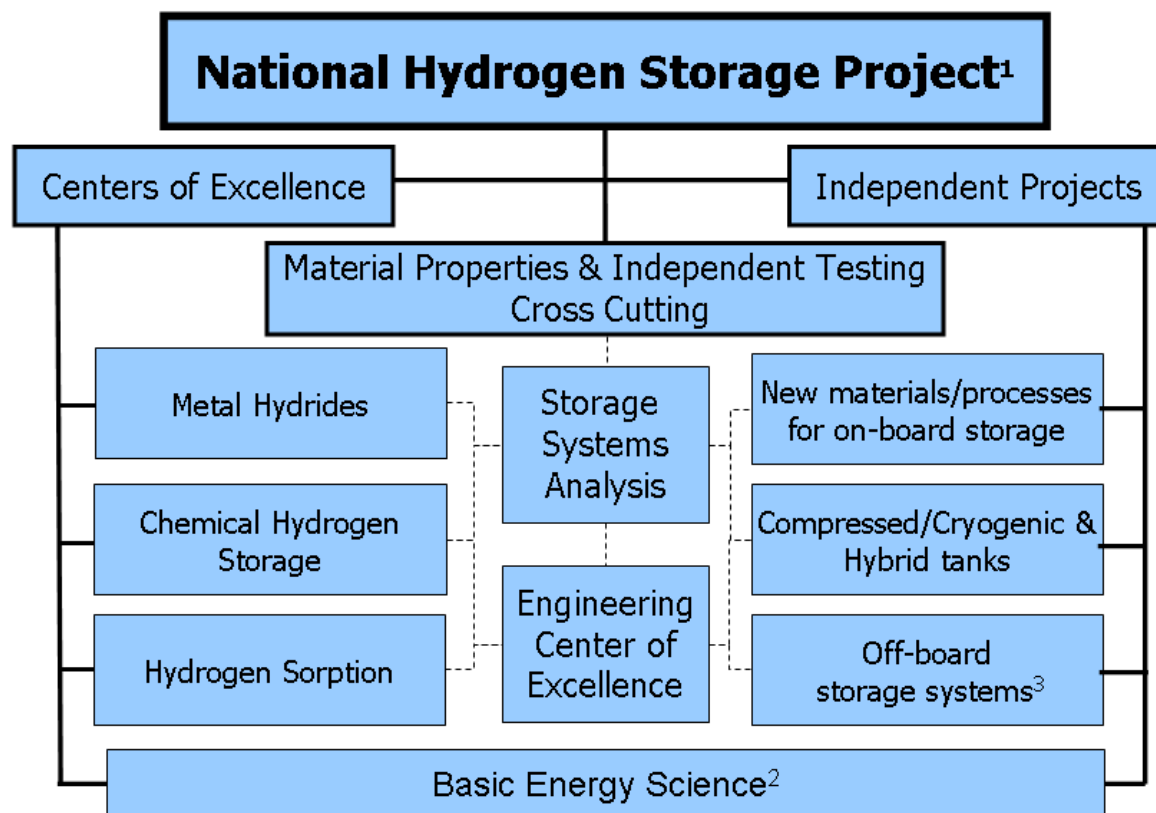 National Hydrogen Storage Project¹
Centers of Excellence
Independent Projects
Material Properties & Independent Testing
Cross Cutting
Metal Hydrides
Storage
Systems
Analysis
New materials/processes
for on-board storage
Chemical Hydrogen
Storage
Compressed/Cryogenic &
Hybrid tanks
Hydrogen Sorption
Engineering
Center of
Excellence
Off-board
storage systems³
Basic Energy Science²